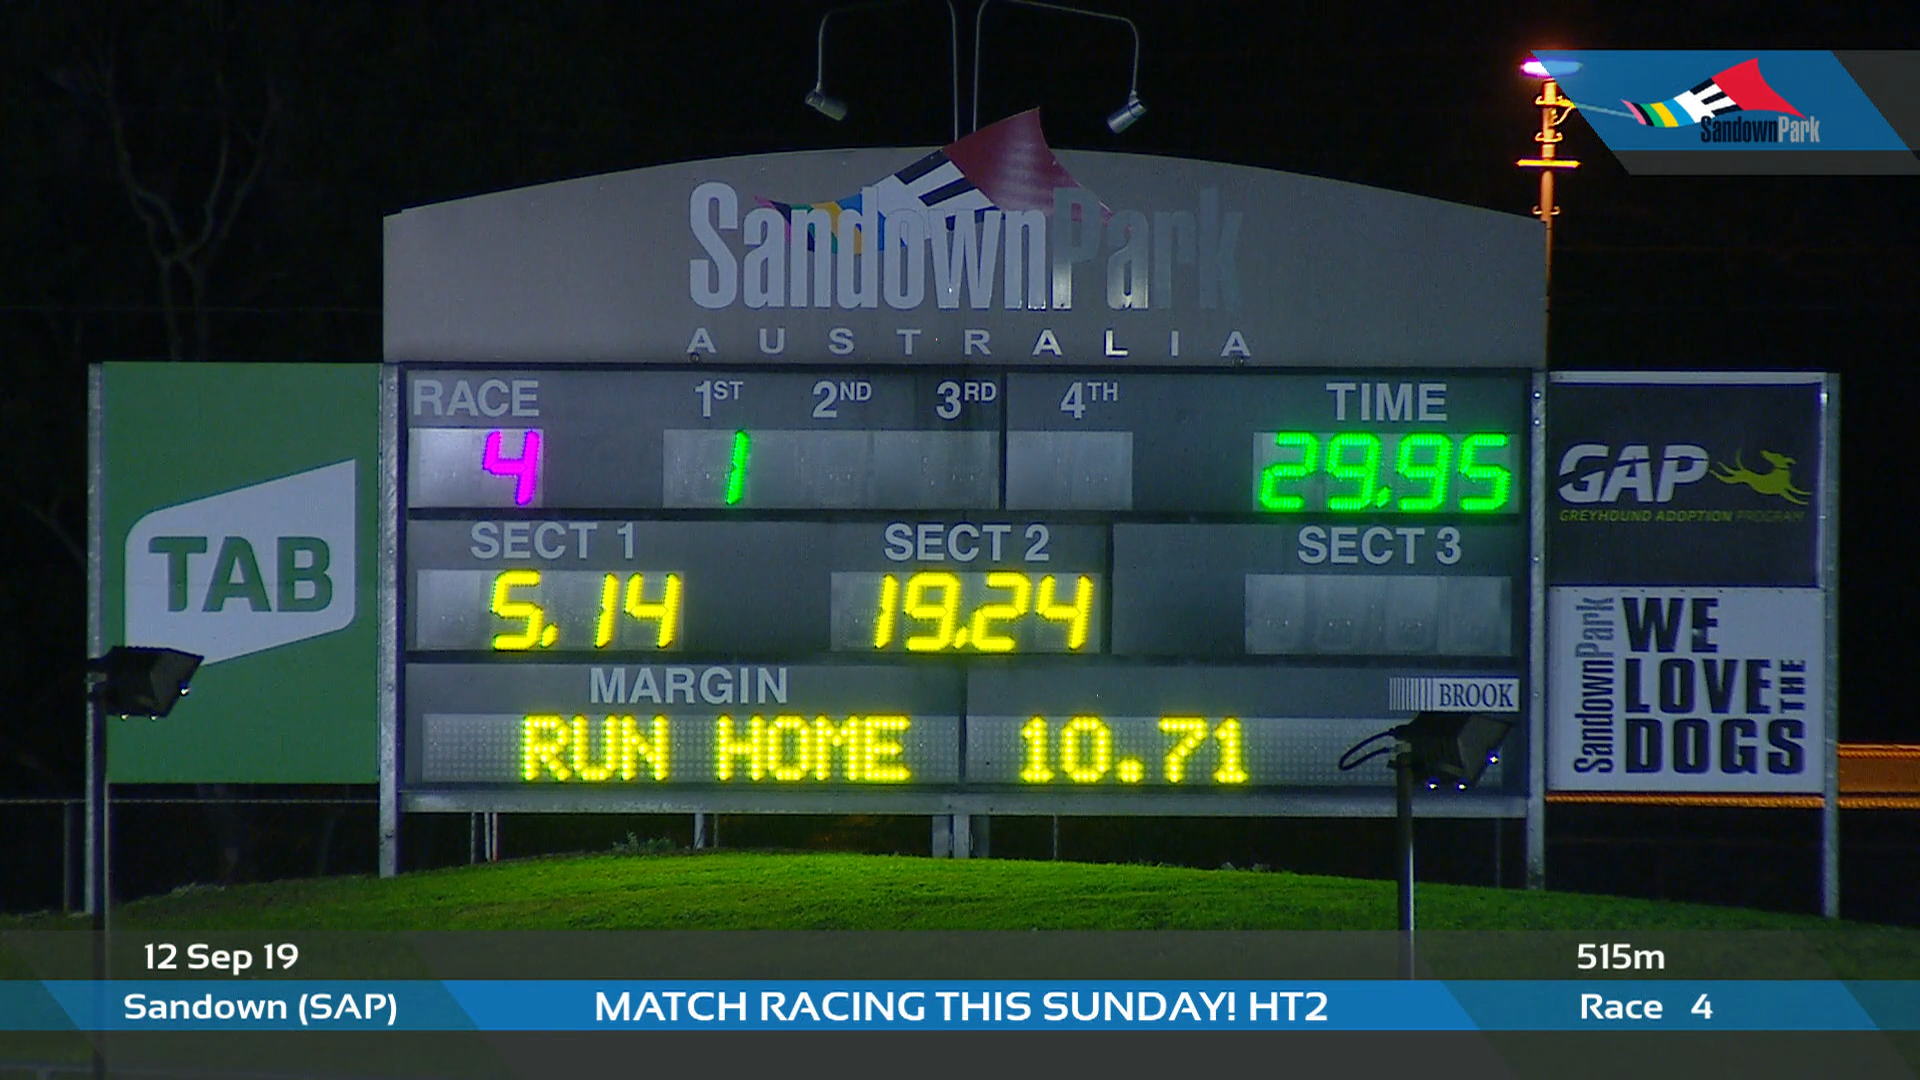 SandownPark
SandownPark
AUSTRALIA
RACE 1ST 2ND 3RD 4TH TIME
4 1 29.95
SECT 1 SECT 2 SECT 3
5.14 19.24
MARGIN
BROOK
RUN HOME 10.71
TAB
GAP
GREYHOUND ADOPTION PROGRAM
SandownPark
WE
LOVE THE
DOGS
12 Sep 19
515m
Sandown (SAP)
MATCH RACING THIS SUNDAY! HT2
Race 4